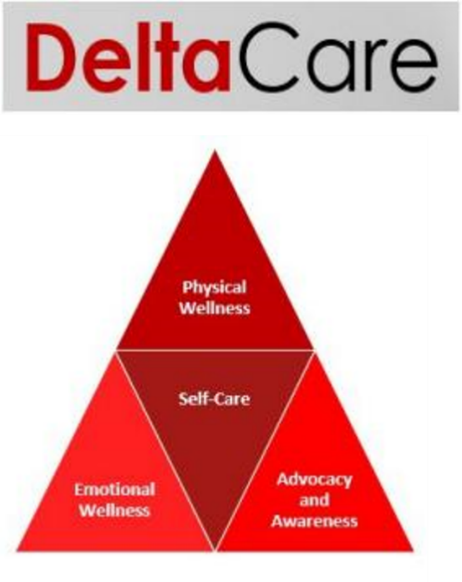 DeltaCare
Physical
Wellness
Self-Care
Emotional
Wellness
Advocacy
and
Awareness